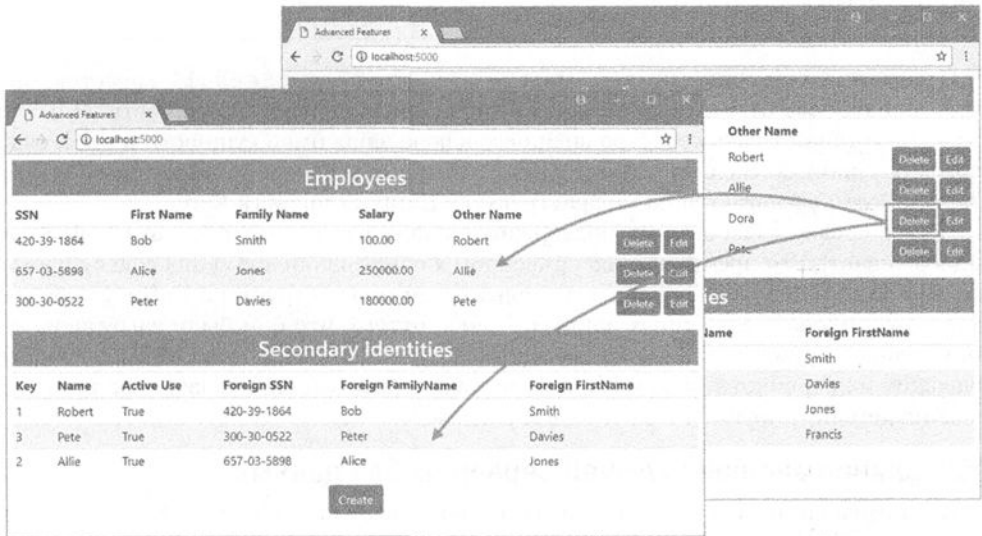 Advanced Features
localhost:5000
Other Name
Robert Delete Edit
Allie Delete Edit
Dora Delete Edit
Pete Delete Edit
Foreign FirstName
Smith
Davies
Jones
Francis
Advanced Features
localhost:5000
Employees
SSN First Name Family Name Salary Other Name
420-39-1864 Bob Smith 100.00 Robert Delete Edit
657-03-5898 Alice Jones 250000.00 Allie Delete Edit
300-30-0522 Peter Davies 180000.00 Pete Delete Edit
Secondary Identities
Key Name Active Use Foreign SSN Foreign FamilyName Foreign FirstName
1 Robert True 420-39-1864 Bob Smith
3 Pete True 300-30-0522 Peter Davies
2 Allie True 657-03-5898 Alice Jones
Create